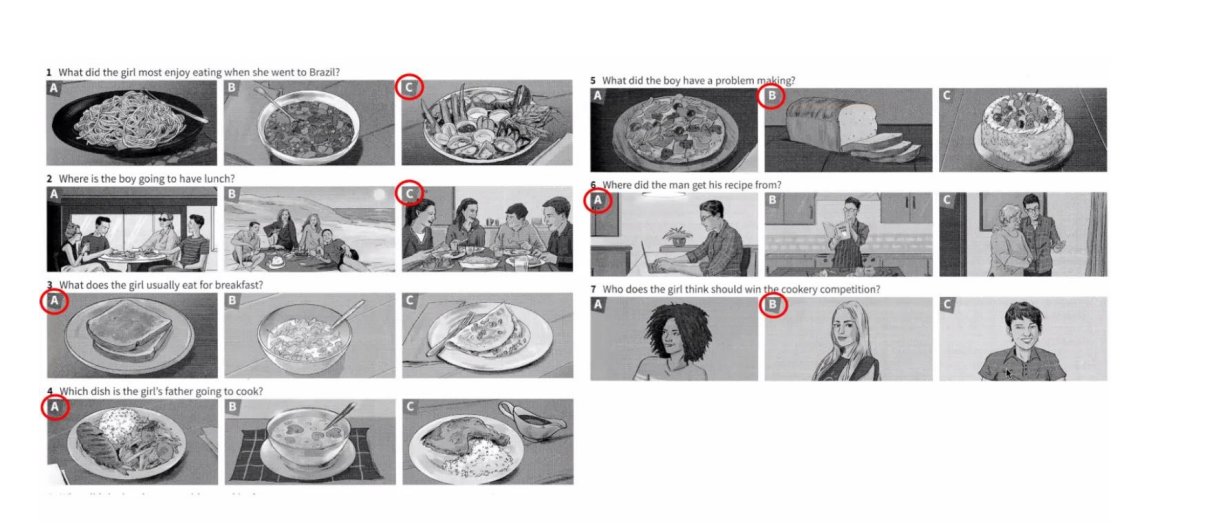 1 What did the girl most enjoy eating when she went to Brazil?
A B C
2 Where is the boy going to have lunch?
A B C
3 What does the girl usually eat for breakfast?
A B C
4 Which dish is the girl's father going to cook?
A B C
5 What did the boy have a problem making?
A B C
6 Where did the man get his recipe from?
A B C
7 Who does the girl think should win the cookery competition?
A B C